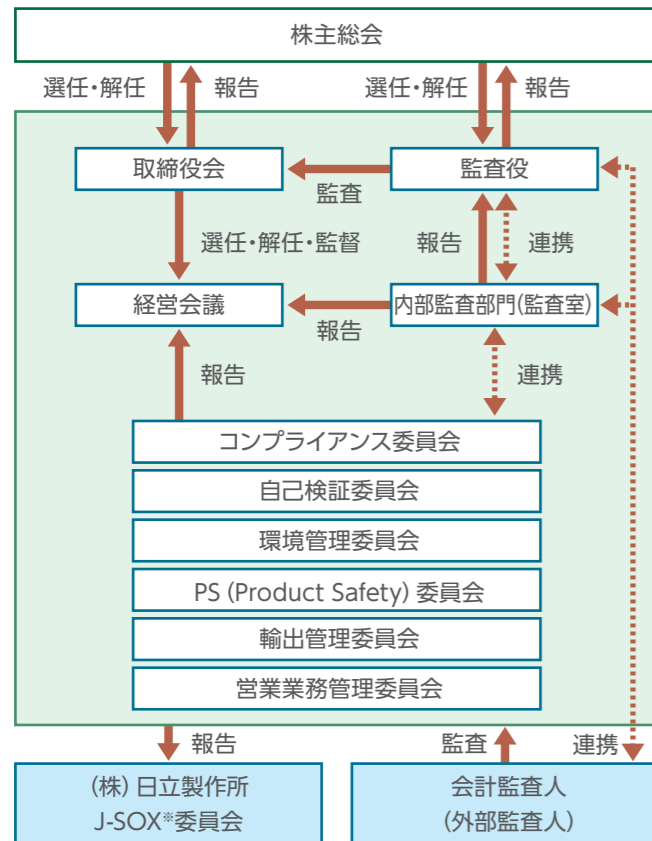 株主総会
選任・解任
報告
選任・解任
報告
取締役会
監査
監査役
選任・解任・監督
報告
連携
経営会議
報告
内部監査部門(監査室)
報告
連携
コンプライアンス委員会
自己検証委員会
環境管理委員会
PS (Product Safety) 委員会
輸出管理委員会
営業業務管理委員会
報告
監査
連携
(株) 日立製作所
J-SOX※委員会
会計監査人
(外部監査人)